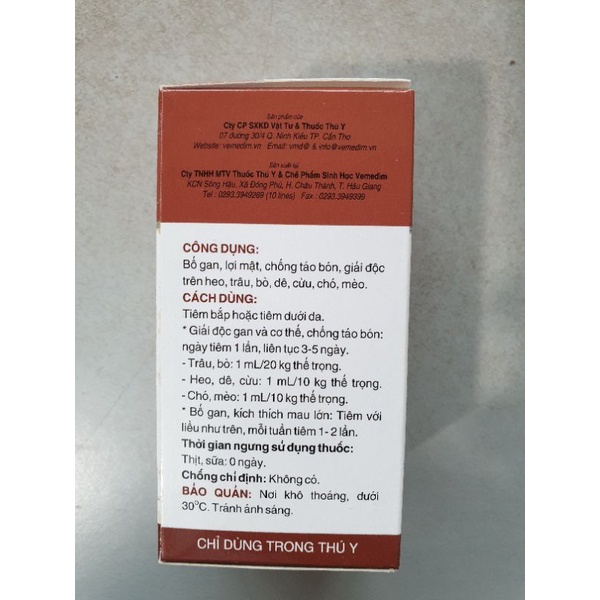 Sản phẩm của
Cty CP SXKD Vật Tư & Thuốc Thú Y
07 đường 30/4 Q. Ninh Kiều TP. Cần Thơ
Website: vemedim.vn Email: vmd@ & info@vemedim.vn
Sản xuất tại
Cty TNHH MTV Thuốc Thú Y & Chế Phẩm Sinh Học Vemedim
KCN Sông Hậu, Xã Đông Phú, H. Châu Thành, T. Hậu Giang
Tel : 0293.3949269 (10 lines) Fax : 0293.3949399
CÔNG DỤNG:
Bổ gan, lợi mật, chống táo bón, giải độc
trên heo, trâu, bò, dê, cừu, chó, mèo.
CÁCH DÙNG:
Tiêm bắp hoặc tiêm dưới da.
* Giải độc gan và cơ thể, chống táo bón:
ngày tiêm 1 lần, liên tục 3-5 ngày.
- Trâu, bò: 1 mL/20 kg thể trọng.
- Heo, dê, cừu: 1 mL/10 kg thể trọng.
- Chó, mèo: 1 mL/10 kg thể trọng.
* Bổ gan, kích thích mau lớn: Tiêm với
liều như trên, mỗi tuần tiêm 1- 2 lần.
Thời gian ngưng sử dụng thuốc:
Thịt, sữa: 0 ngày.
Chống chỉ định: Không có.
BẢO QUẢN: Nơi khô thoáng, dưới
30°C. Tránh ánh sáng.
CHỈ DÙNG TRONG THÚ Y